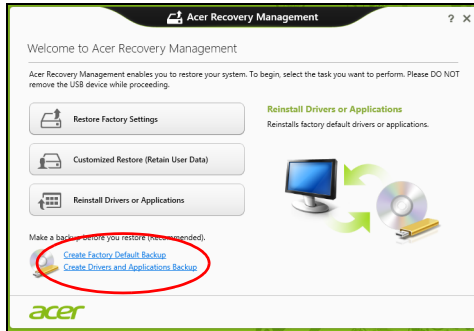 Acer Recovery Management
? X
Welcome to Acer Recovery Management
Acer Recovery Management enables you to restore your system. To begin, select the task you want to perform. Please DO NOT
remove the USB device while proceeding.
Restore Factory Settings
Customized Restore (Retain User Data)
Reinstall Drivers or Applications
Reinstall Drivers or Applications
Reinstalls factory default drivers or applications.
Make a backup before you restore (Recommended).
Create Factory Default Backup
Create Drivers and Applications Backup
acer